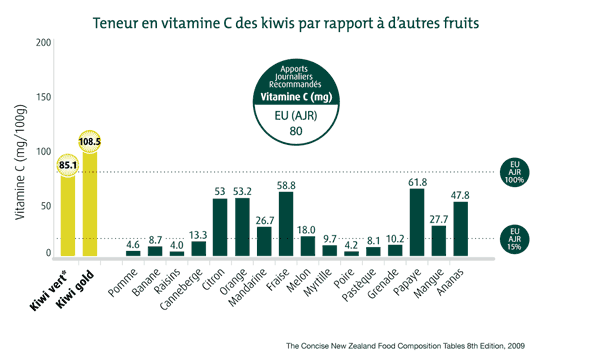 Teneur en vitamine C des kiwis par rapport à d'autres fruits
Vitamine C (mg/100g)
200
150
100
50
0
Apports
Journaliers
Recommandés
Vitamine C (mg)
EU (AJR)
80
EU
AJR
100%
EU
AJR
15%
85.1
108.5
4.6
8.7
4.0
13.3
53
53.2
26.7
58.8
18.0
9.7
4.2
8.1
10.2
61.8
27.7
47.8
Kiwi vert*
Kiwi gold
Pomme
Banane
Raisins
Canneberge
Citron
Orange
Mandarine
Fraise
Melon
Myrtille
Poire
Pastèque
Grenade
Papaye
Mangue
Ananas
The Concise New Zealand Food Composition Tables 8th Edition, 2009